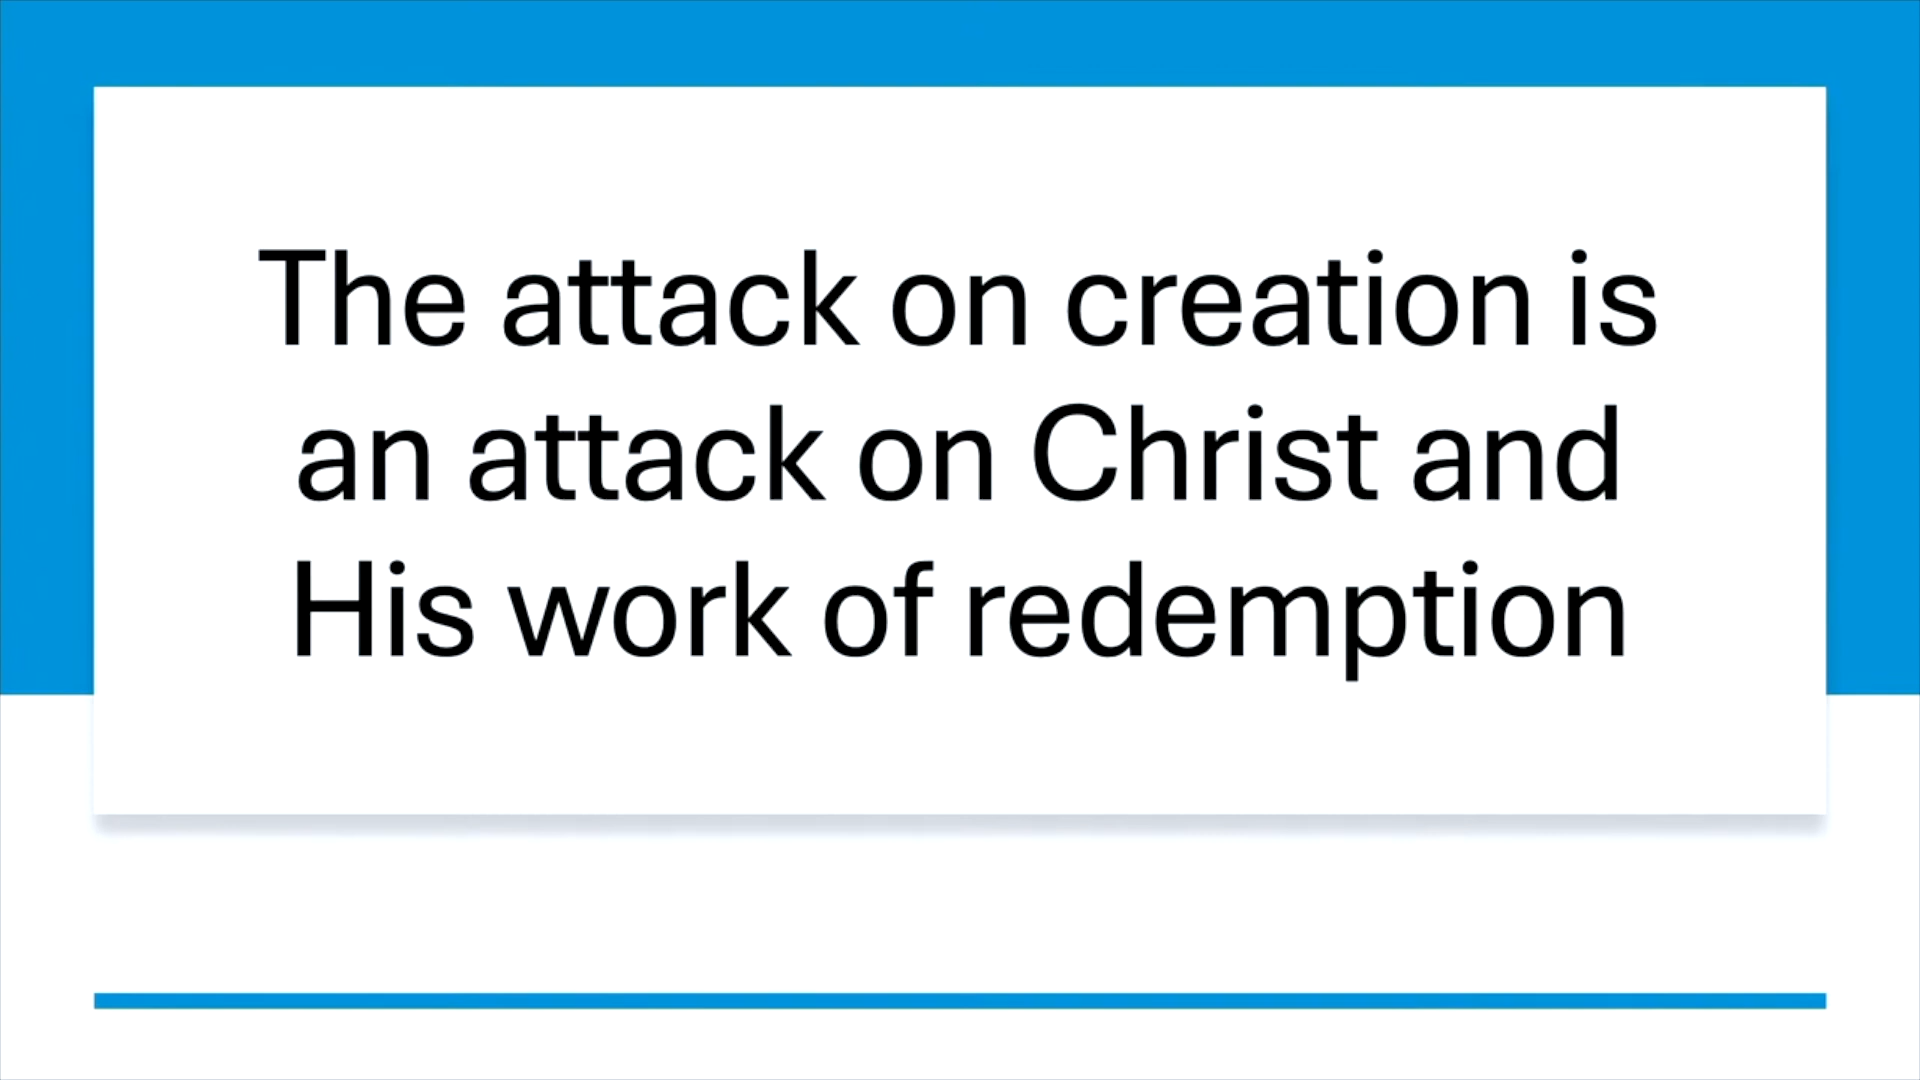 The attack on creation is
an attack on Christ and
His work of redemption